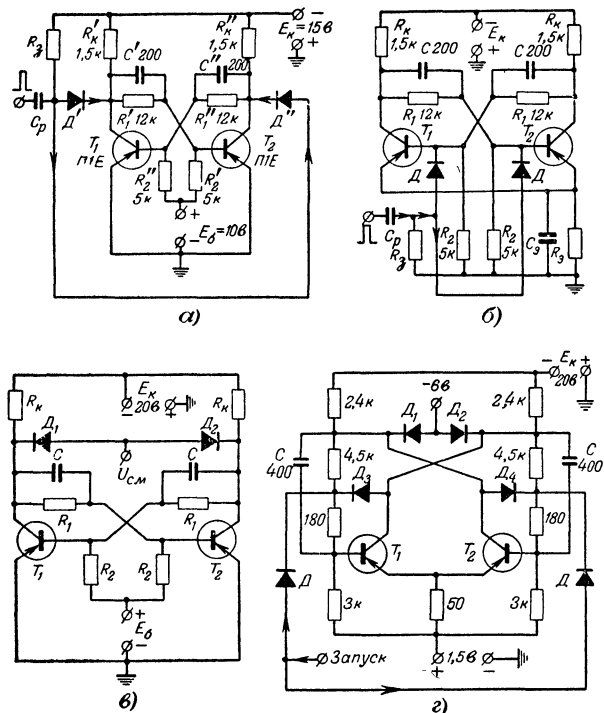 Rз
R'к
1,5к
R''к
1,5к
−
Eк=15в
+
C' 200
C'' 200
Cр
Д'
R'1 12к
R''1 12к
Д''
T1
П1Е
T2
П1Е
R''2
5к
R'2
5к
+
− Eб=10в
а)
Rк
1,5к
−
Eк
+
Rк
1,5к
C 200
C 200
R1 12к
R1 12к
T1
T2
Д
Д
Cр
Rз
R2
5к
R2
5к
Cэ
Rэ
б)
Rк
Eк
− 20в +
Rк
Д1
Д2
C
Uсм
C
R1
R1
T1
T2
R2
R2
+
Eб
−
в)
− Eк +
20в
2,4к
−6в
2,4к
Д1
Д2
C
400
4,5к
4,5к
C
400
Д3
Д4
180
180
T1
T2
Д
Д
3к
50
3к
Запуск
1,5в
+
−
г)